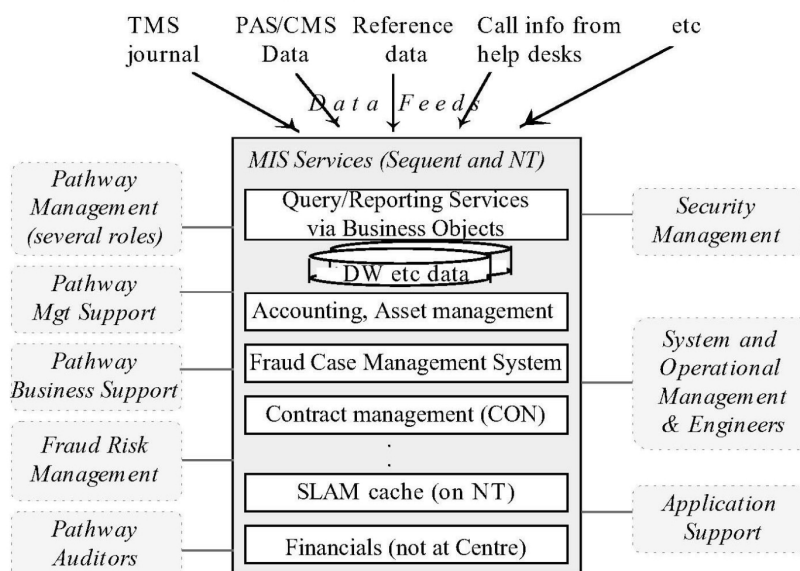 TMS
journal
PAS/CMS
Data
Reference
data
Call info from
help desks
etc
Data Feeds
MIS Services (Sequent and NT)
Query/Reporting Services
via Business Objects
DW etc data
Accounting, Asset management
Fraud Case Management System
Contract management (CON)
:
SLAM cache (on NT)
Financials (not at Centre)
Pathway
Management
(several roles)
Pathway
Mgt Support
Pathway
Business Support
Fraud Risk
Management
Pathway
Auditors
Security
Management
System and
Operational
Management
& Engineers
Application
Support